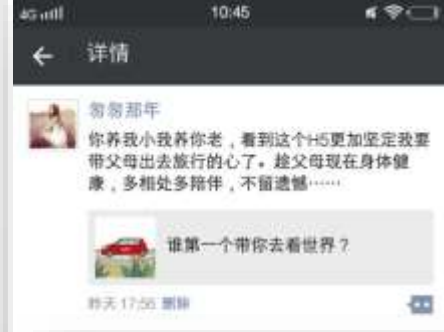 4G
10:45
详情
匆匆那年
你养我小我养你老，看到这个H5更加坚定我要
带父母出去旅行的心了。趁父母现在身体健
康，多相处多陪伴，不留遗憾……
谁第一个带你去看世界？
昨天 17:56 删除